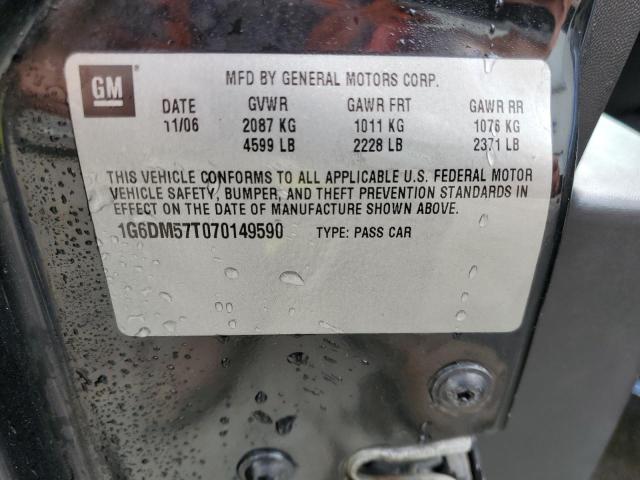 GM
MFD BY GENERAL MOTORS CORP.
DATE GVWR GAWR FRT GAWR RR
11/06 2087 KG 1011 KG 1076 KG
4599 LB 2228 LB 2371 LB
THIS VEHICLE CONFORMS TO ALL APPLICABLE U.S. FEDERAL MOTOR
VEHICLE SAFETY, BUMPER, AND THEFT PREVENTION STANDARDS IN
EFFECT ON THE DATE OF MANUFACTURE SHOWN ABOVE.
1G6DM57T070149590 TYPE: PASS CAR